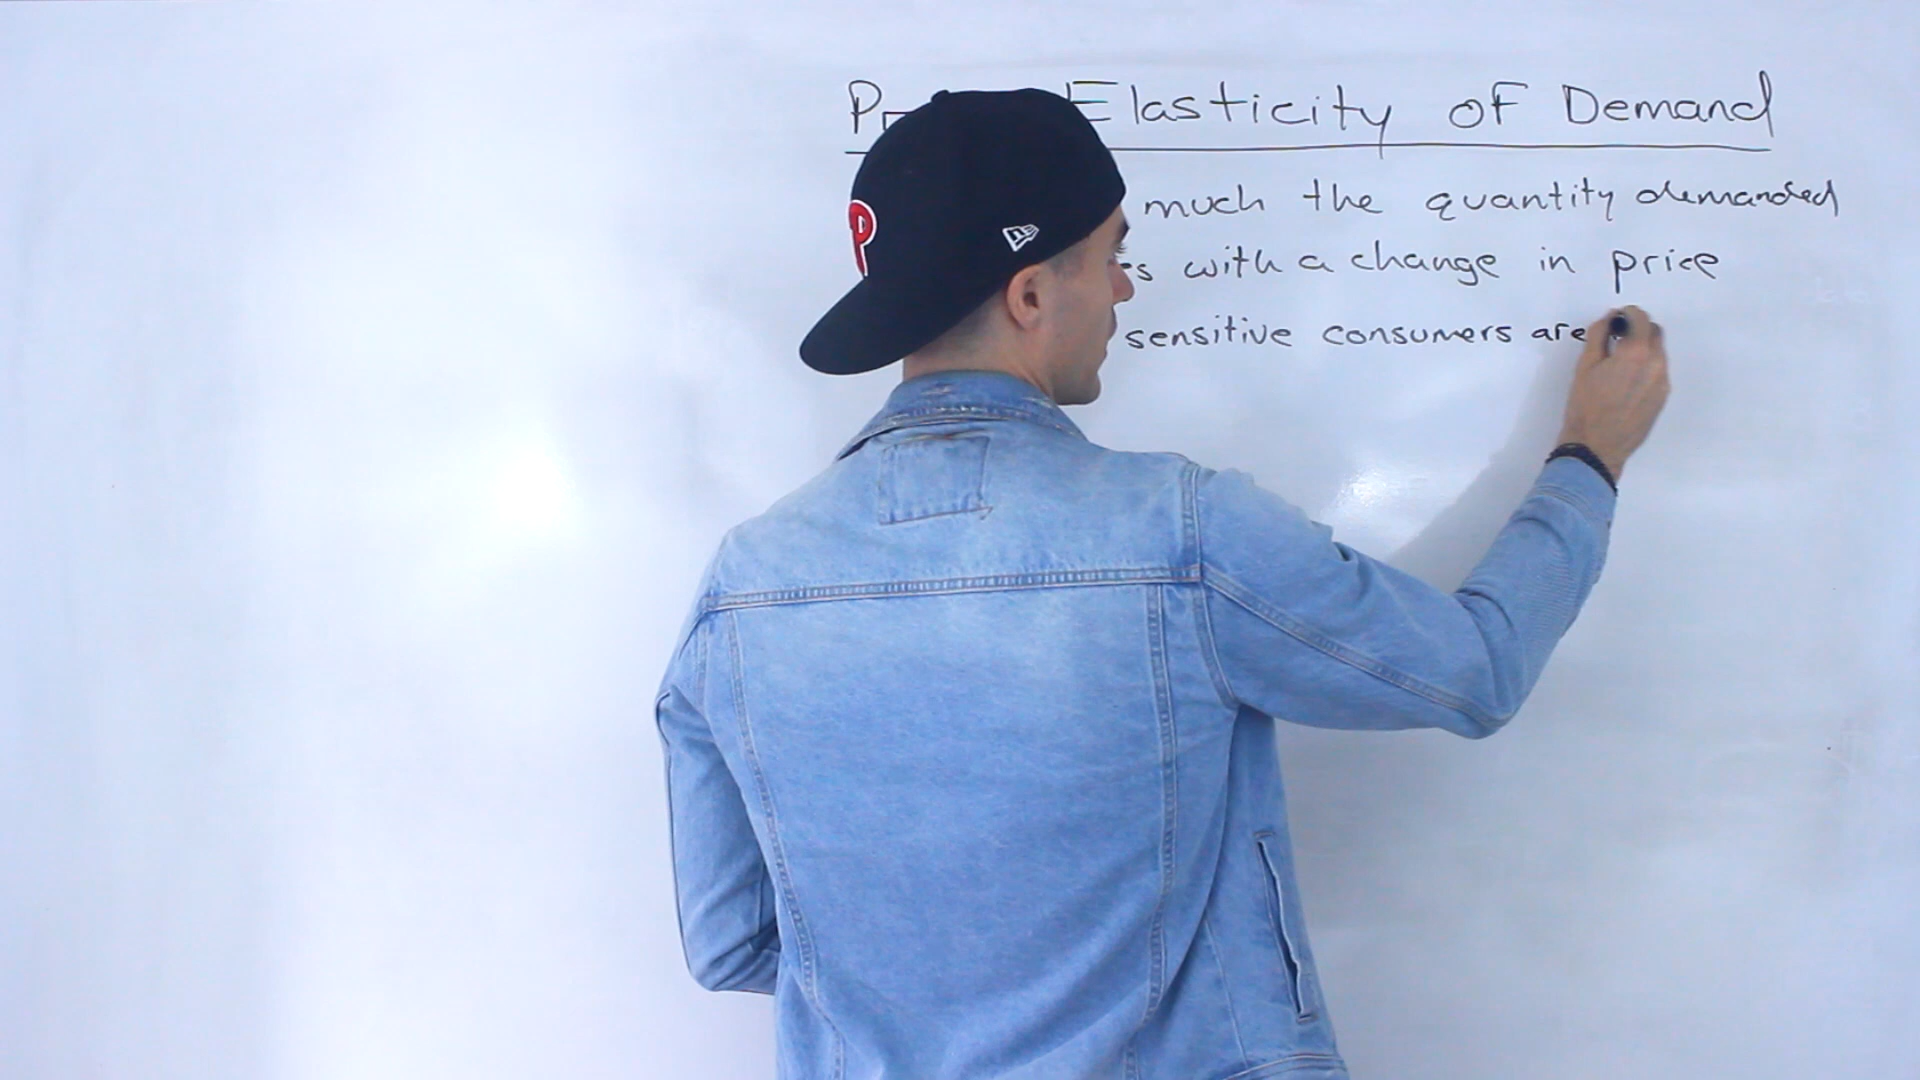 Elasticity of Demand
much the quantity demanded
with a change in price
sensitive consumers are
P